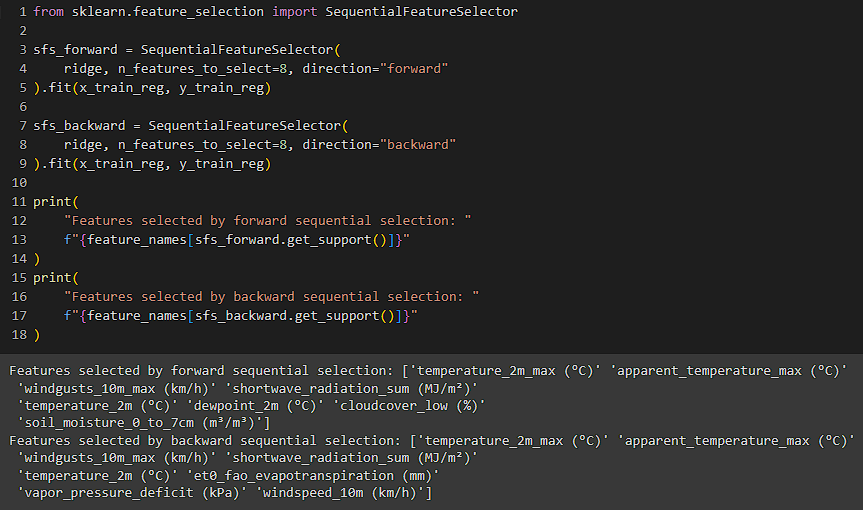 1 from sklearn.feature_selection import SequentialFeatureSelector
2
3 sfs_forward = SequentialFeatureSelector(
4     ridge, n_features_to_select=8, direction="forward"
5 ).fit(x_train_reg, y_train_reg)
6
7 sfs_backward = SequentialFeatureSelector(
8     ridge, n_features_to_select=8, direction="backward"
9 ).fit(x_train_reg, y_train_reg)
10
11 print(
12     "Features selected by forward sequential selection: "
13     f"{feature_names[sfs_forward.get_support()]}"
14 )
15 print(
16     "Features selected by backward sequential selection: "
17     f"{feature_names[sfs_backward.get_support()]}"
18 )
Features selected by forward sequential selection: ['temperature_2m_max (°C)' 'apparent_temperature_max (°C)'
 'windgusts_10m_max (km/h)' 'shortwave_radiation_sum (MJ/m²)'
 'temperature_2m (°C)' 'dewpoint_2m (°C)' 'cloudcover_low (%)'
 'soil_moisture_0_to_7cm (m³/m³)']
Features selected by backward sequential selection: ['temperature_2m_max (°C)' 'apparent_temperature_max (°C)'
 'windgusts_10m_max (km/h)' 'shortwave_radiation_sum (MJ/m²)'
 'temperature_2m (°C)' 'et0_fao_evapotranspiration (mm)'
 'vapor_pressure_deficit (kPa)' 'windspeed_10m (km/h)']